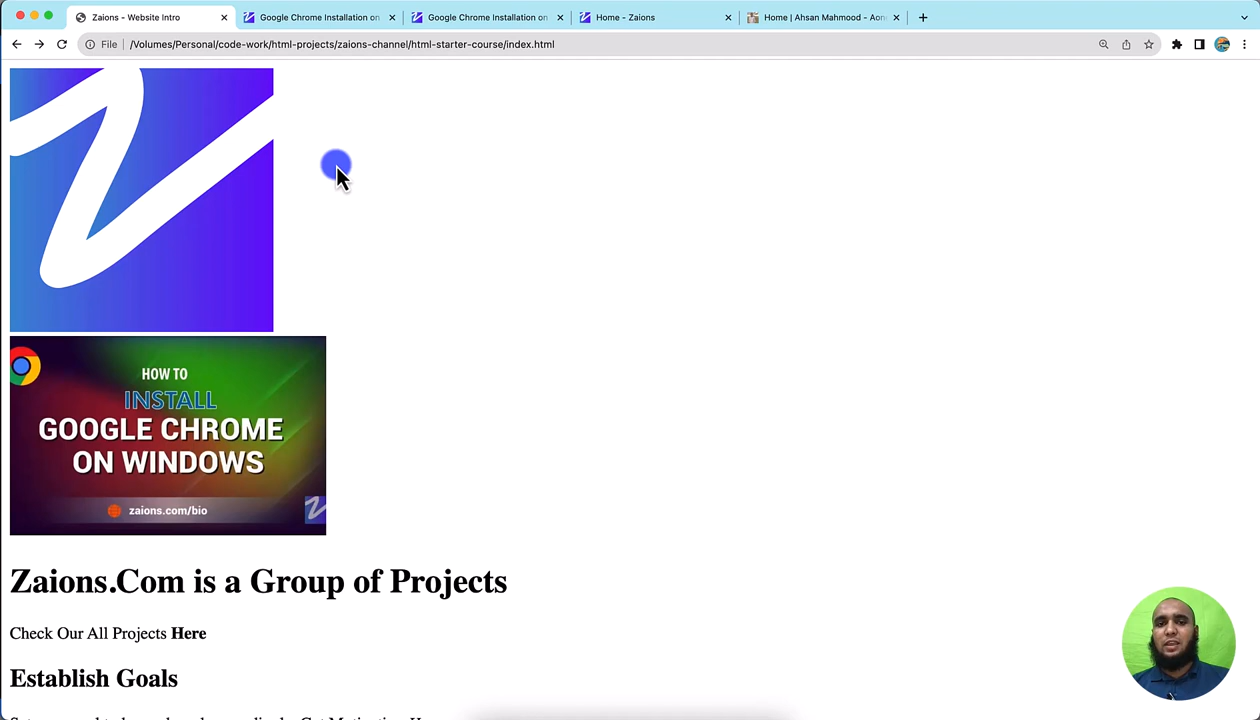 Zaions - Website Intro
Google Chrome Installation on
Google Chrome Installation on
Home - Zaions
Home | Ahsan Mahmood - Aon
File
/Volumes/Personal/code-work/html-projects/zaions-channel/html-starter-course/index.html
HOW TO
INSTALL
GOOGLE CHROME
ON WINDOWS
zaions.com/bio
Zaions.Com is a Group of Projects
Check Our All Projects Here
Establish Goals